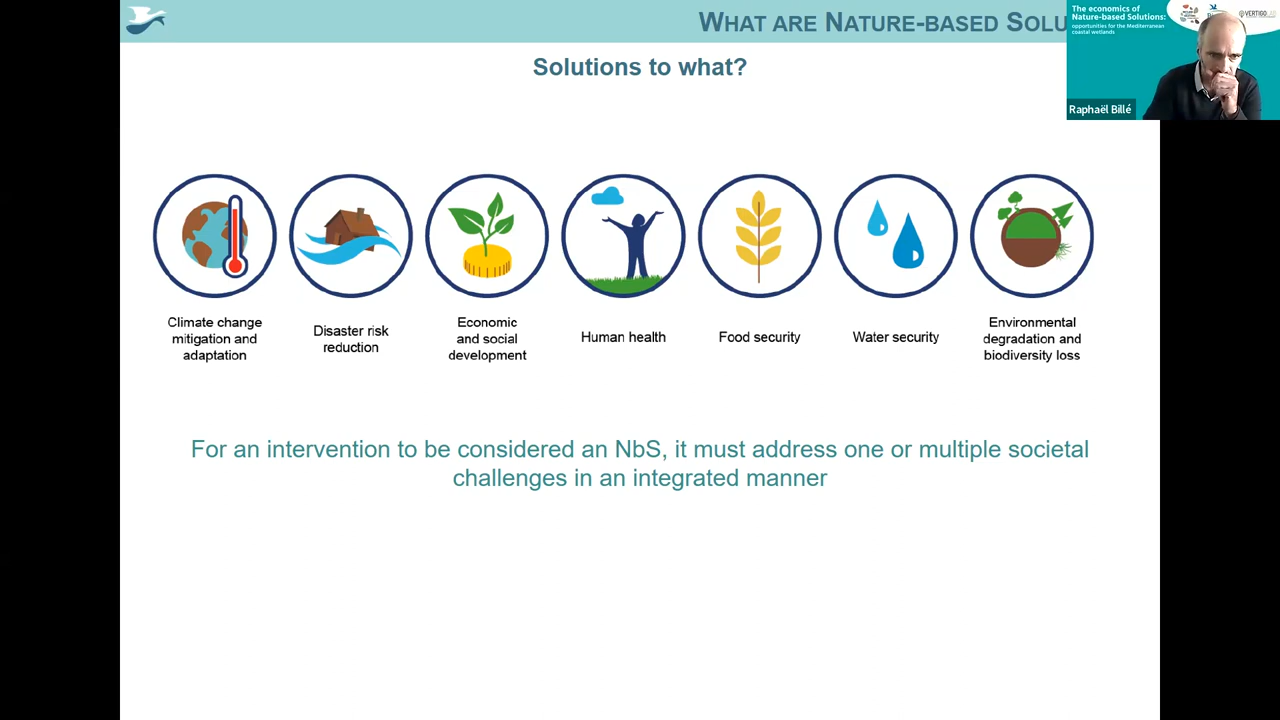 WHAT ARE NATURE-BASED SOLU
Solutions to what?
The economics of
Nature-based Solutions:
opportunities for the Mediterranean
coastal wetlands
VERTIGO
Raphaël Billé
Climate change
mitigation and
adaptation
Disaster risk
reduction
Economic
and social
development
Human health
Food security
Water security
Environmental
degradation and
biodiversity loss
For an intervention to be considered an NbS, it must address one or multiple societal
challenges in an integrated manner